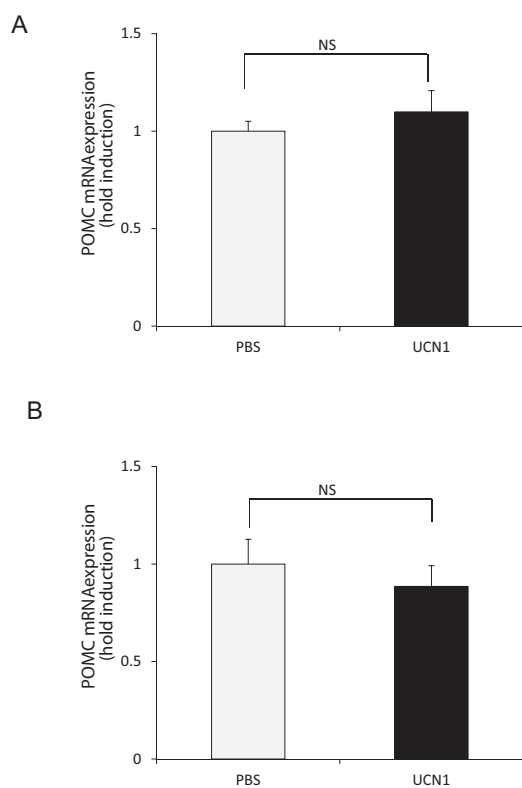 A
POMC mRNAexpression
(hold induction)
1.5
1
0.5
0
NS
PBS UCN1
B
POMC mRNAexpression
(hold induction)
1.5
1
0.5
0
NS
PBS UCN1